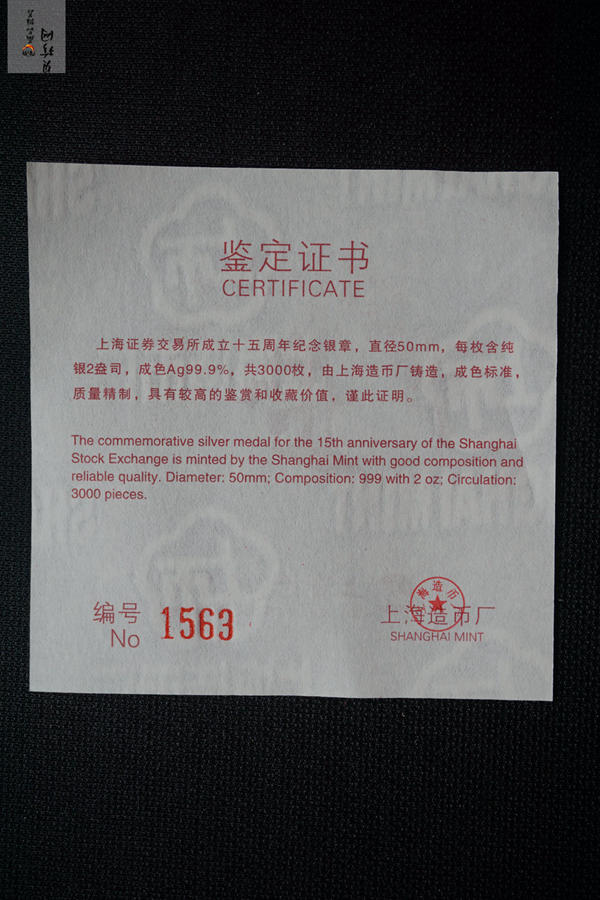 鉴定证书
CERTIFICATE
上海证券交易所成立十五周年纪念银章，直径50mm，每枚含纯
银2盎司，成色Ag99.9%，共3000枚，由上海造币厂铸造，成色标准，
质量精制，具有较高的鉴赏和收藏价值，谨此证明。
The commemorative silver medal for the 15th anniversary of the Shanghai
Stock Exchange is minted by the Shanghai Mint with good composition and
reliable quality. Diameter: 50mm; Composition: 999 with 2 oz; Circulation:
3000 pieces.
编号
No 1563
上海造币厂
SHANGHAI MINT